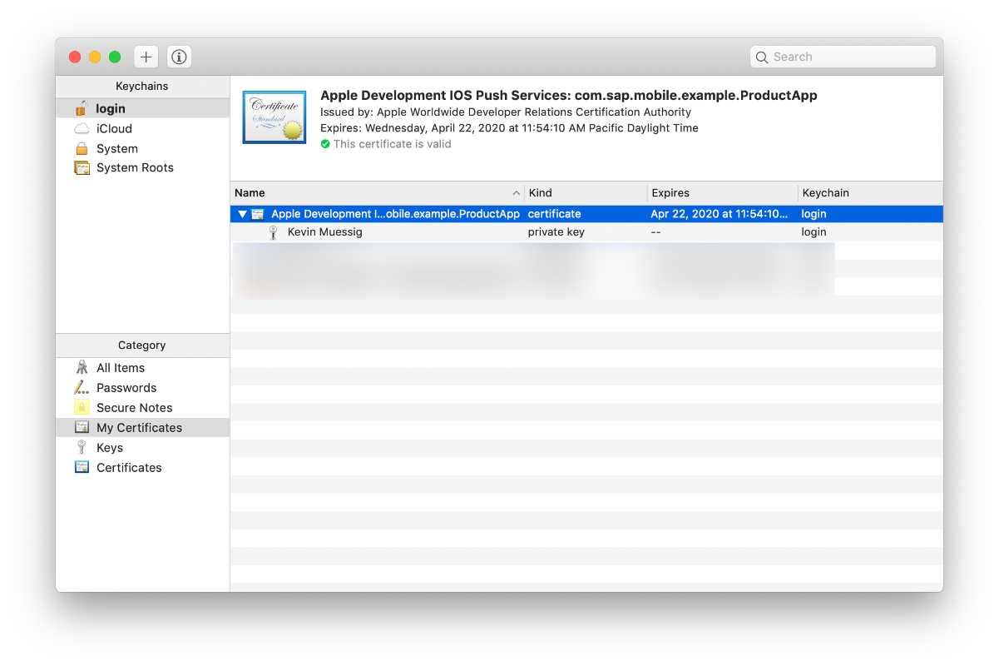 Search
Keychains
login
iCloud
System
System Roots
Certificate
Standard
Apple Development IOS Push Services: com.sap.mobile.example.ProductApp
Issued by: Apple Worldwide Developer Relations Certification Authority
Expires: Wednesday, April 22, 2020 at 11:54:10 AM Pacific Daylight Time
This certificate is valid
Name Kind Expires Keychain
Apple Development I...obile.example.ProductApp certificate Apr 22, 2020 at 11:54:10... login
Kevin Muessig private key -- login
Category
All Items
Passwords
Secure Notes
My Certificates
Keys
Certificates